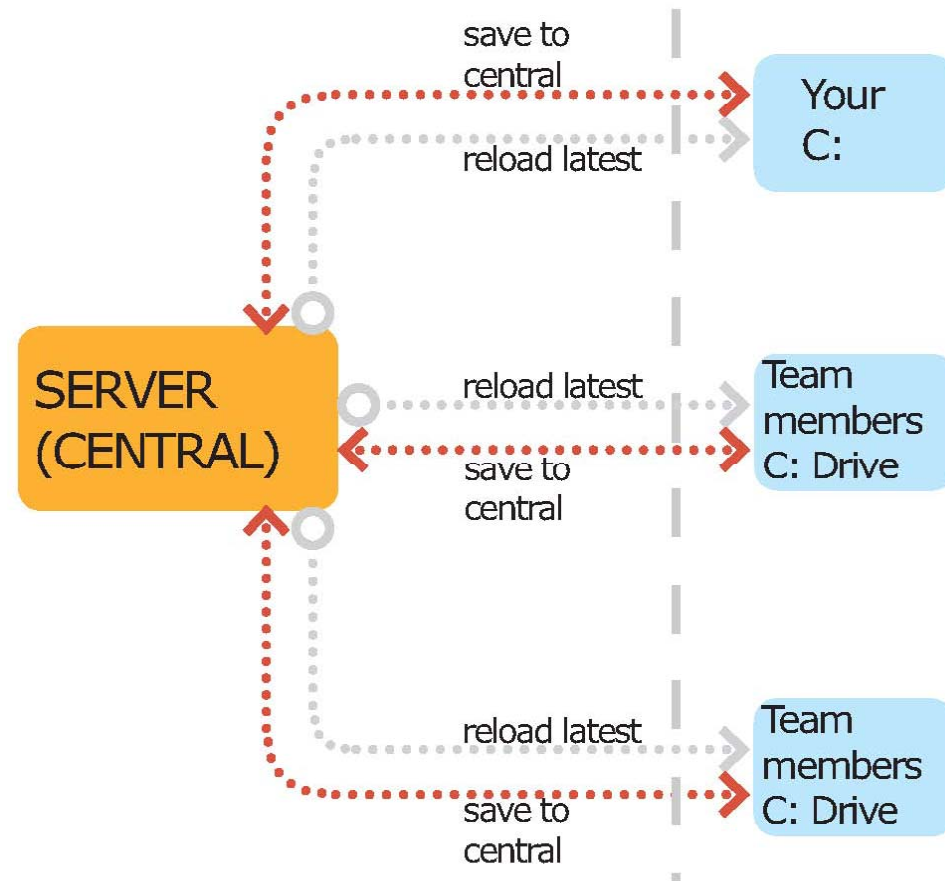 save to
central
Your
C:
reload latest
SERVER
(CENTRAL)
reload latest
save to
central
Team
members
C: Drive
reload latest
save to
central
Team
members
C: Drive